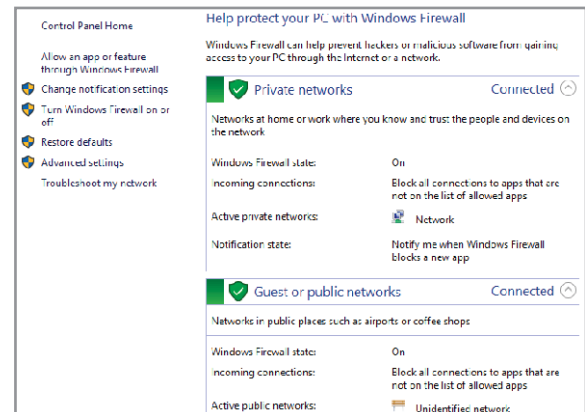 Control Panel Home
Allow an app or feature
through Windows Firewall
Change notification settings
Turn Windows Firewall on or
off
Restore defaults
Advanced settings
Troubleshoot my network
Help protect your PC with Windows Firewall
Windows Firewall can help prevent hackers or malicious software from gaining
access to your PC through the Internet or a network.
Private networks Connected
Networks at home or work where you know and trust the people and devices on
the network
Windows Firewall state: On
Incoming connections: Block all connections to apps that are
not on the list of allowed apps
Active private networks: Network
Notification state: Notify me when Windows Firewall
blocks a new app
Guest or public networks Connected
Networks in public places such as airports or coffee shops
Windows Firewall state: On
Incoming connections: Block all connections to apps that are
not on the list of allowed apps
Active public networks: Unidentified network